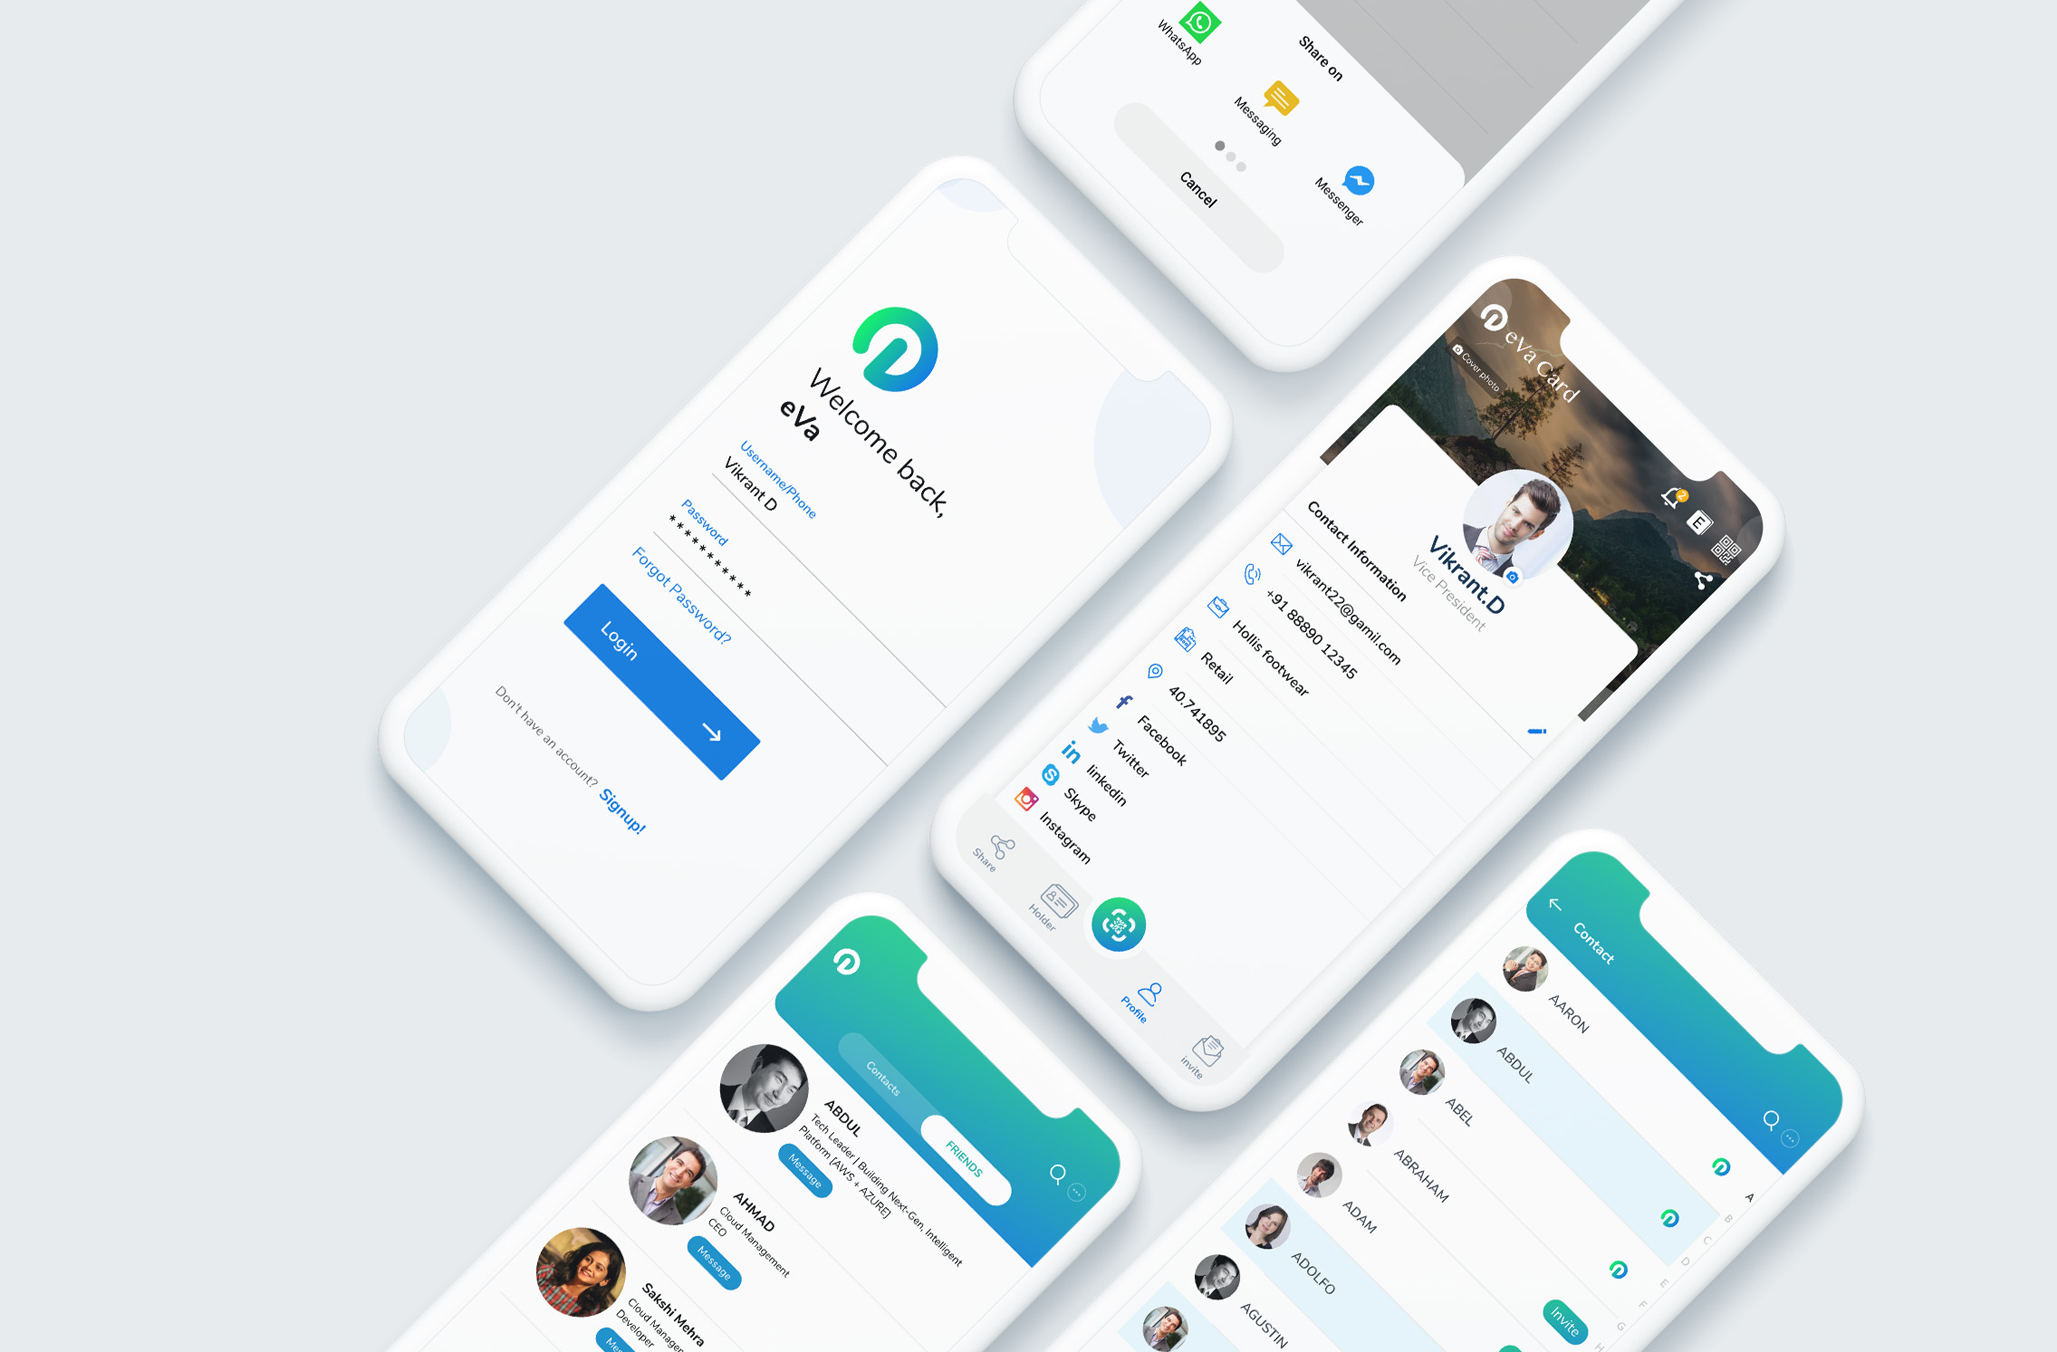 Share on
WhatsApp
Messaging
Messenger
Cancel
Welcome back,
eVa
Username/Phone
Vikrant D
Password
**********
Forgot Password?
Login
Don't have an account? Signup!
eVa Card
Cover photo
2
E
Vikrant.D
Vice President
Contact Information
vikrant22@gamil.com
+91 88890 12345
Hollis footwear
Retail
40.741895
Facebook
Twitter
linkedin
Skype
Instagram
Share
Holder
Profile
invite
Contacts
FRIENDS
ABDUL
Tech Leader | Building Next-Gen, Intelligent
Platform [AWS + AZURE]
Message
AHMAD
Cloud Management
CEO
Message
Sakshi Mehra
Cloud Manage
Developer
Mes
Contact
AARON
ABDUL
ABEL
ABRAHAM
ADAM
ADOLFO
AGUSTIN
Invite
A
B
C
D
E
F
G
H